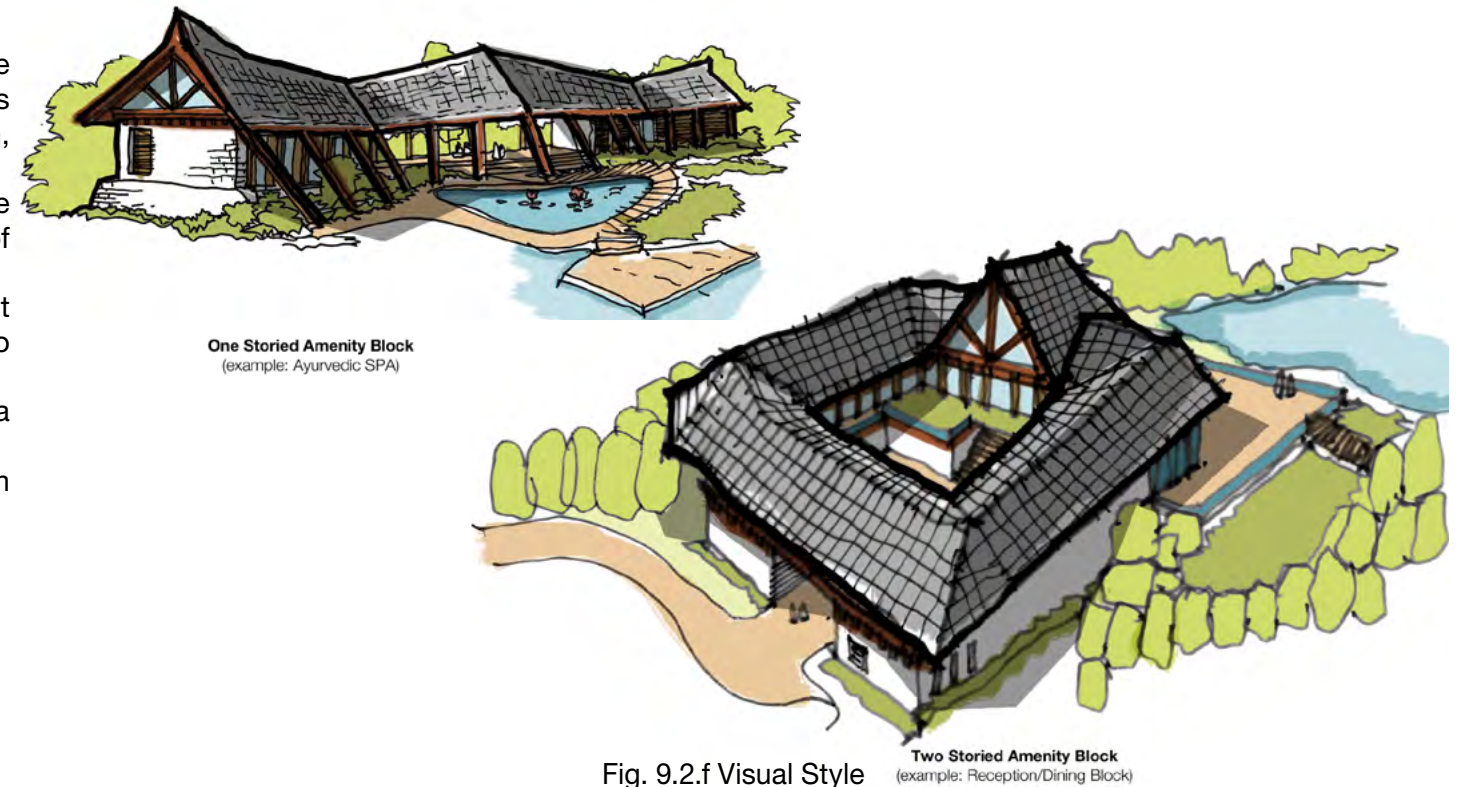 e
s
,
e
of
t
o
a
n
One Storied Amenity Block
(example: Ayurvedic SPA)
Two Storied Amenity Block
(example: Reception/Dining Block)
Fig. 9.2.f Visual Style